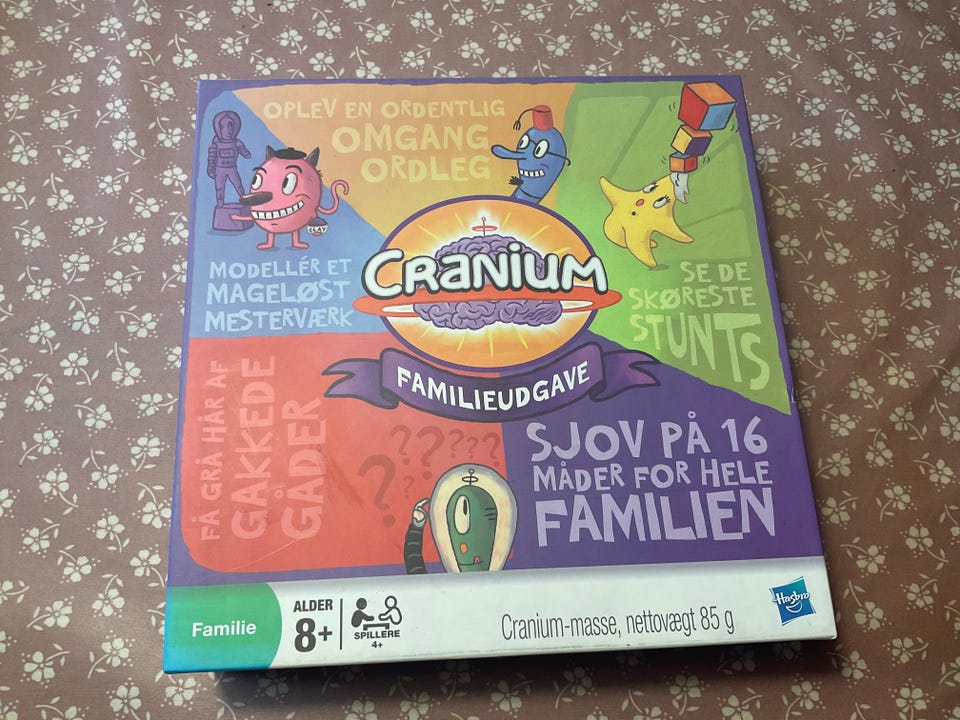 OPLEV EN ORDENTLIG
OMGANG
ORDLEG
CLAY
MODELLÉR ET
MAGELØST
MESTERVÆRK
CRANIUM
FAMILIEUDGAVE
SE DE
SKØRESTE
STUNTS
FÅ GRÅ HÅR AF
GAKKEDE
GÅDER
? ? ? ? ? ? ? ?
SJOV PÅ 16
MÅDER FOR HELE
FAMILIEN
Familie
ALDER
8+
SPILLERE
4+
Cranium-masse, nettovægt 85 g
Hasbro